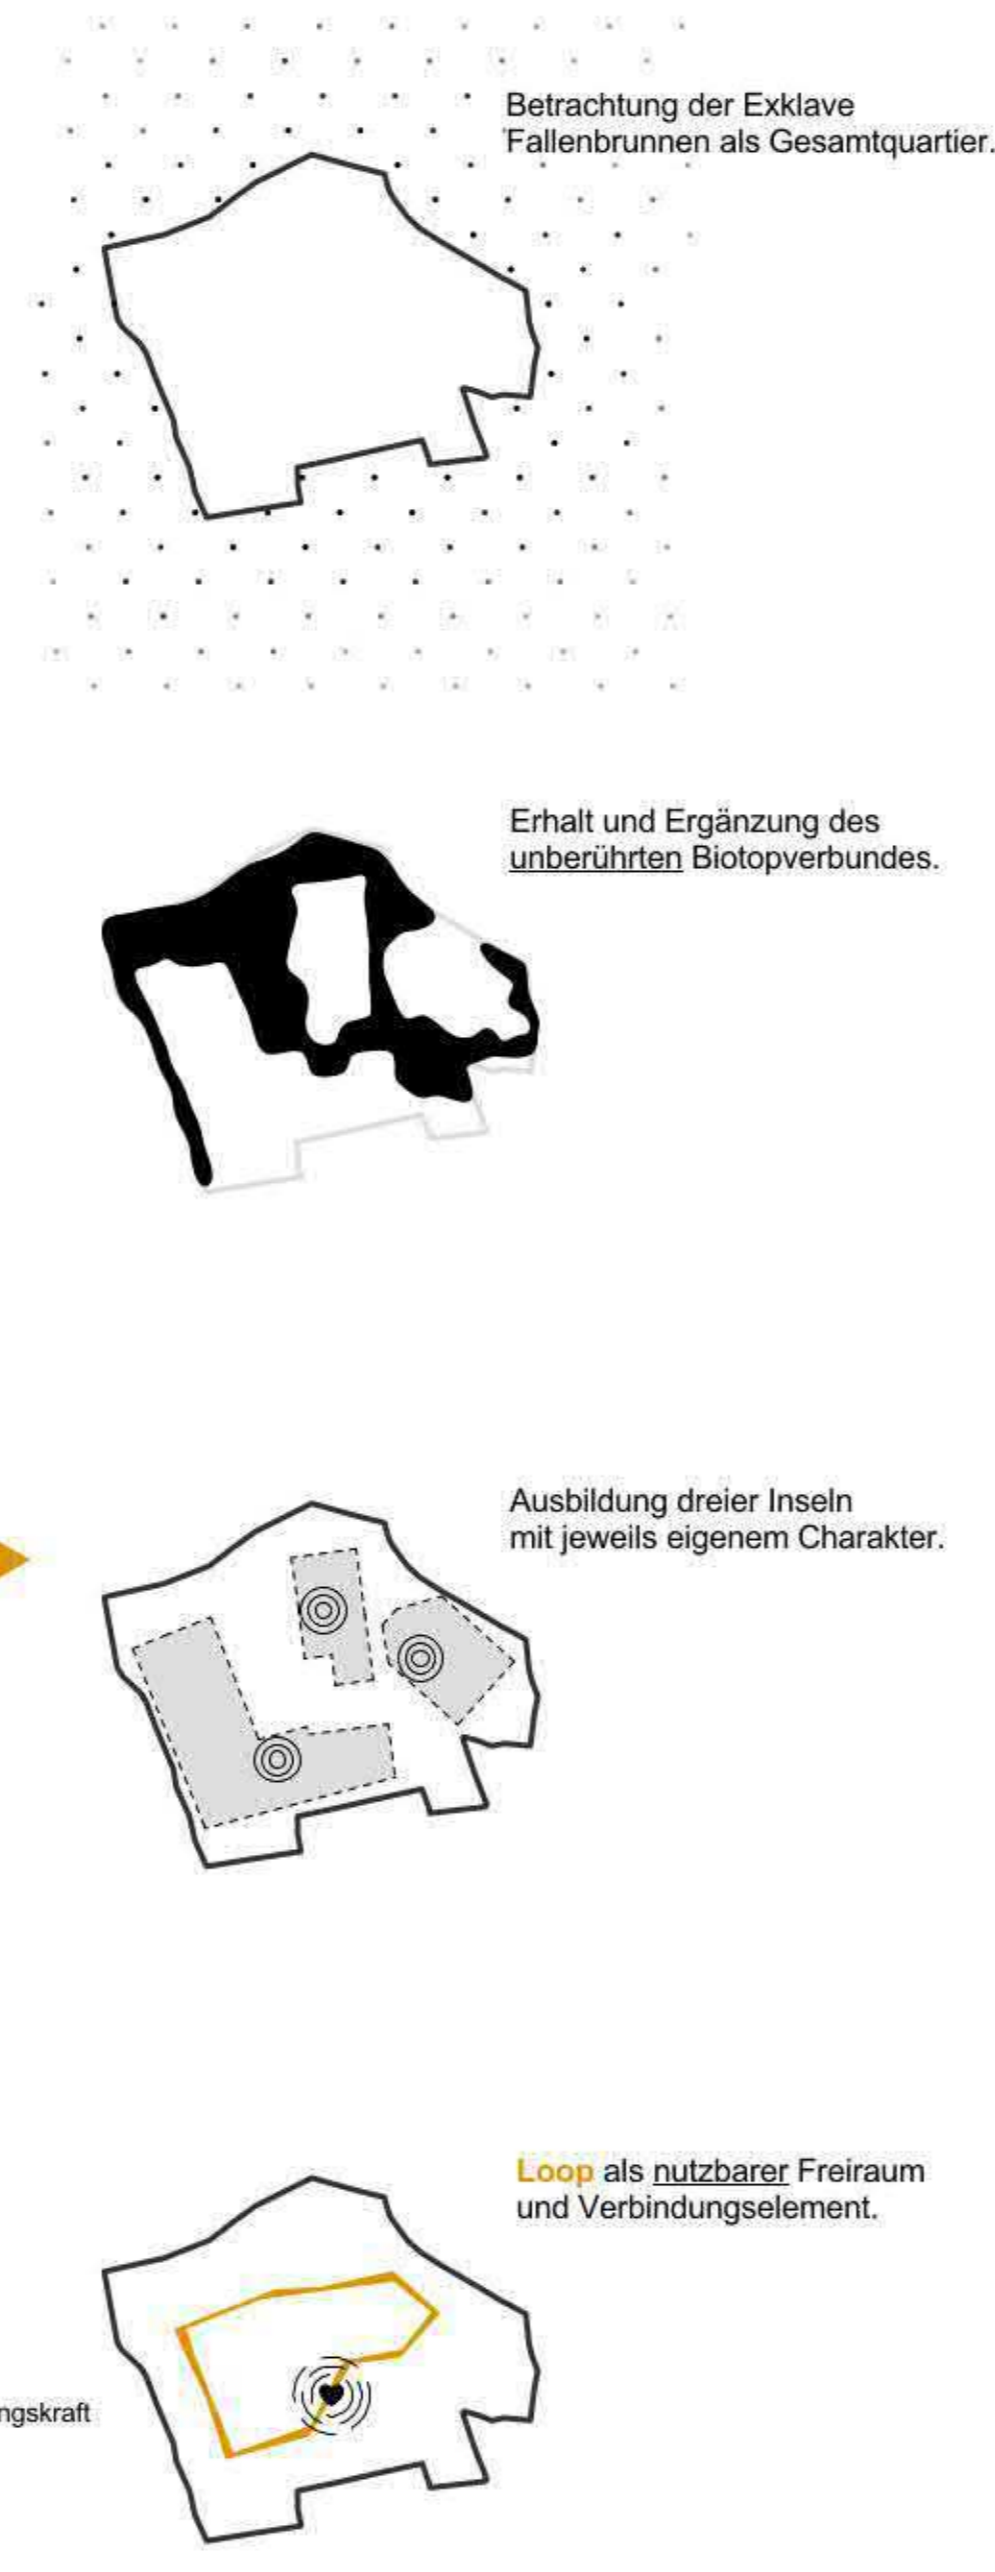 Betrachtung der Exklave
Fallenbrunnen als Gesamtquartier.
Erhalt und Ergänzung des
unberührten Biotopverbundes.
Ausbildung dreier Inseln
mit jeweils eigenem Charakter.
Loop als nutzbarer Freiraum
und Verbindungselement.
ngskraft